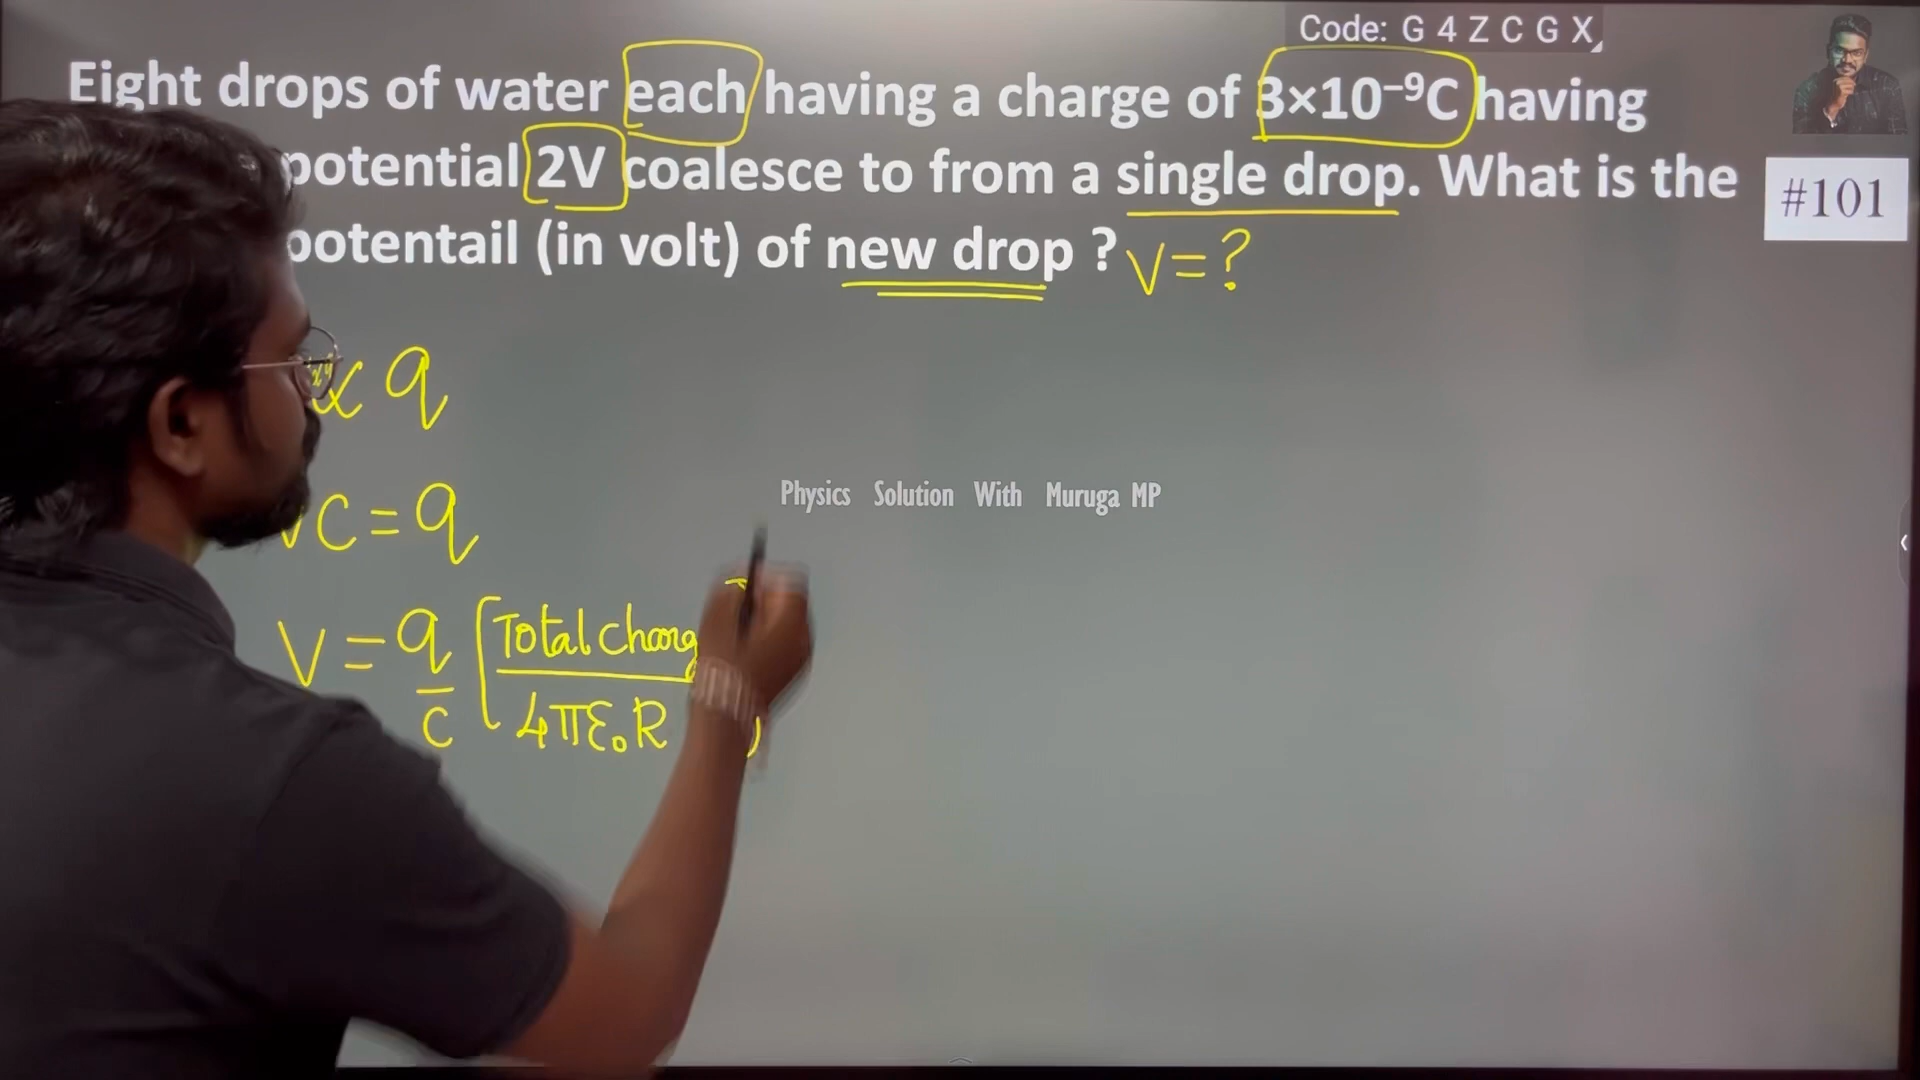 Code: G 4 Z C G X
Eight drops of water each having a charge of 3×10⁻⁹C having
potential 2V coalesce to from a single drop. What is the
#101
potentail (in volt) of new drop ? V=?
∝ q
Physics Solution With Muruga MP
VC=q
V=q/C [Total Charg/4πε₀R